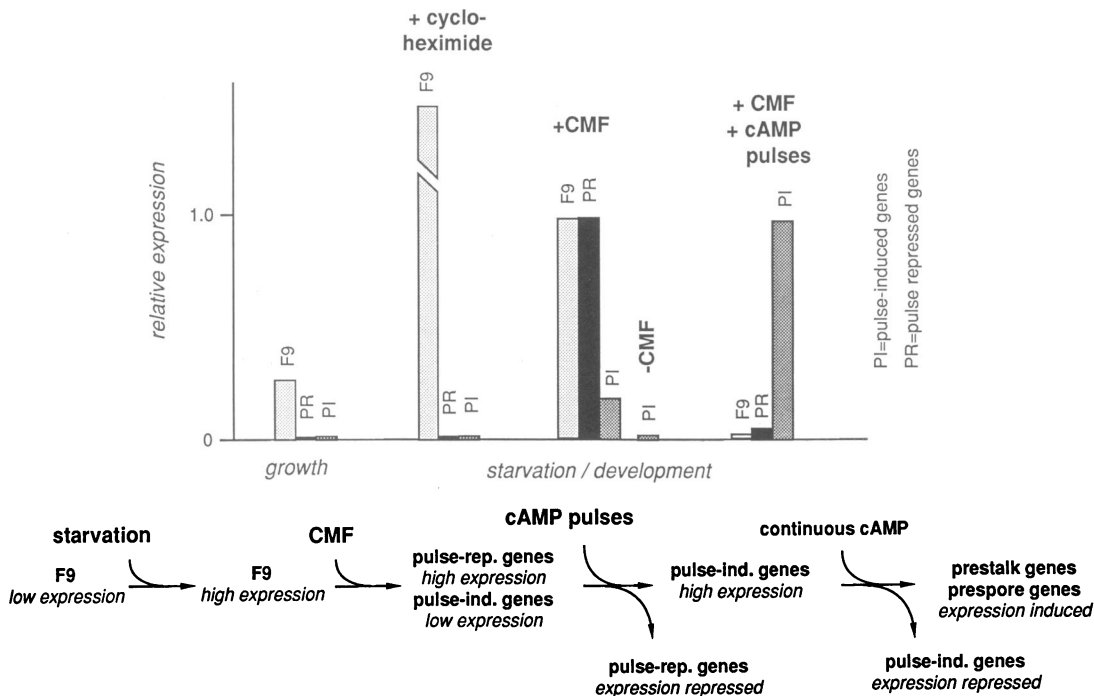 + cyclo-
heximide
F9
+CMF
+ CMF
+ cAMP
pulses
relative expression
1.0
0
F9
PR
PI
PR
PI
F9
PR
PI
-CMF
PI
F9
PR
PI
PI=pulse-induced genes
PR=pulse repressed genes
growth
starvation / development
starvation
CMF
cAMP pulses
continuous cAMP
F9
low expression
F9
high expression
pulse-rep. genes
high expression
pulse-ind. genes
low expression
pulse-ind. genes
high expression
prestalk genes
prespore genes
expression induced
pulse-rep. genes
expression repressed
pulse-ind. genes
expression repressed